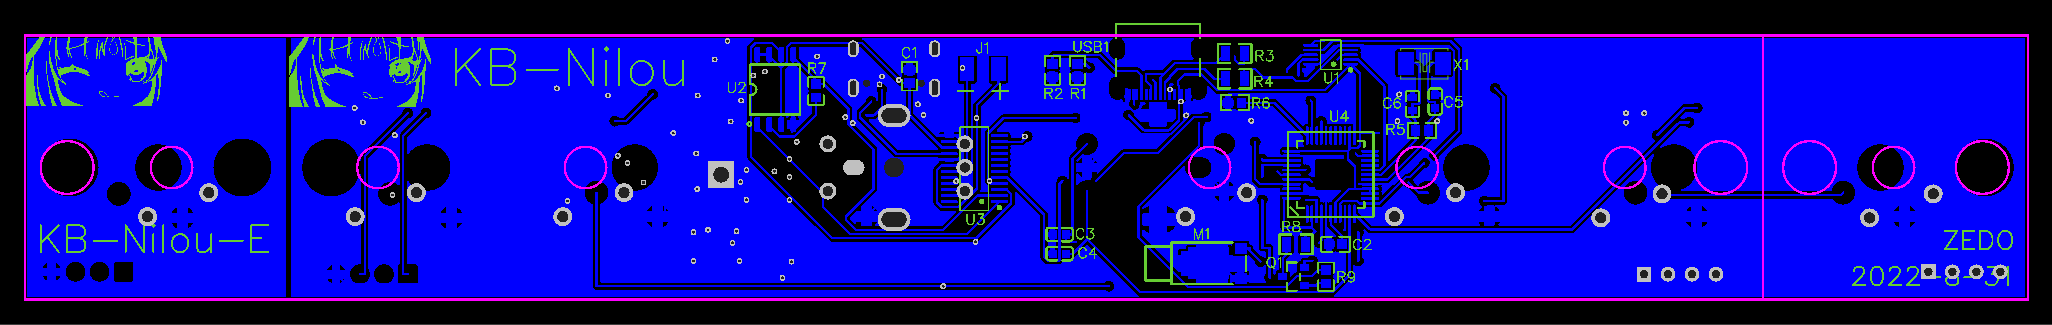 KB-Nilou
KB-Nilou-E
U2
R7
C1
J1
- +
USB1
R2 R1
R3
R4
R6
U1
X1
C6 C5
R5
U4
U3
C3
C4
M1
R8
C2
Q1
R9
ZEDO
2022-8-31